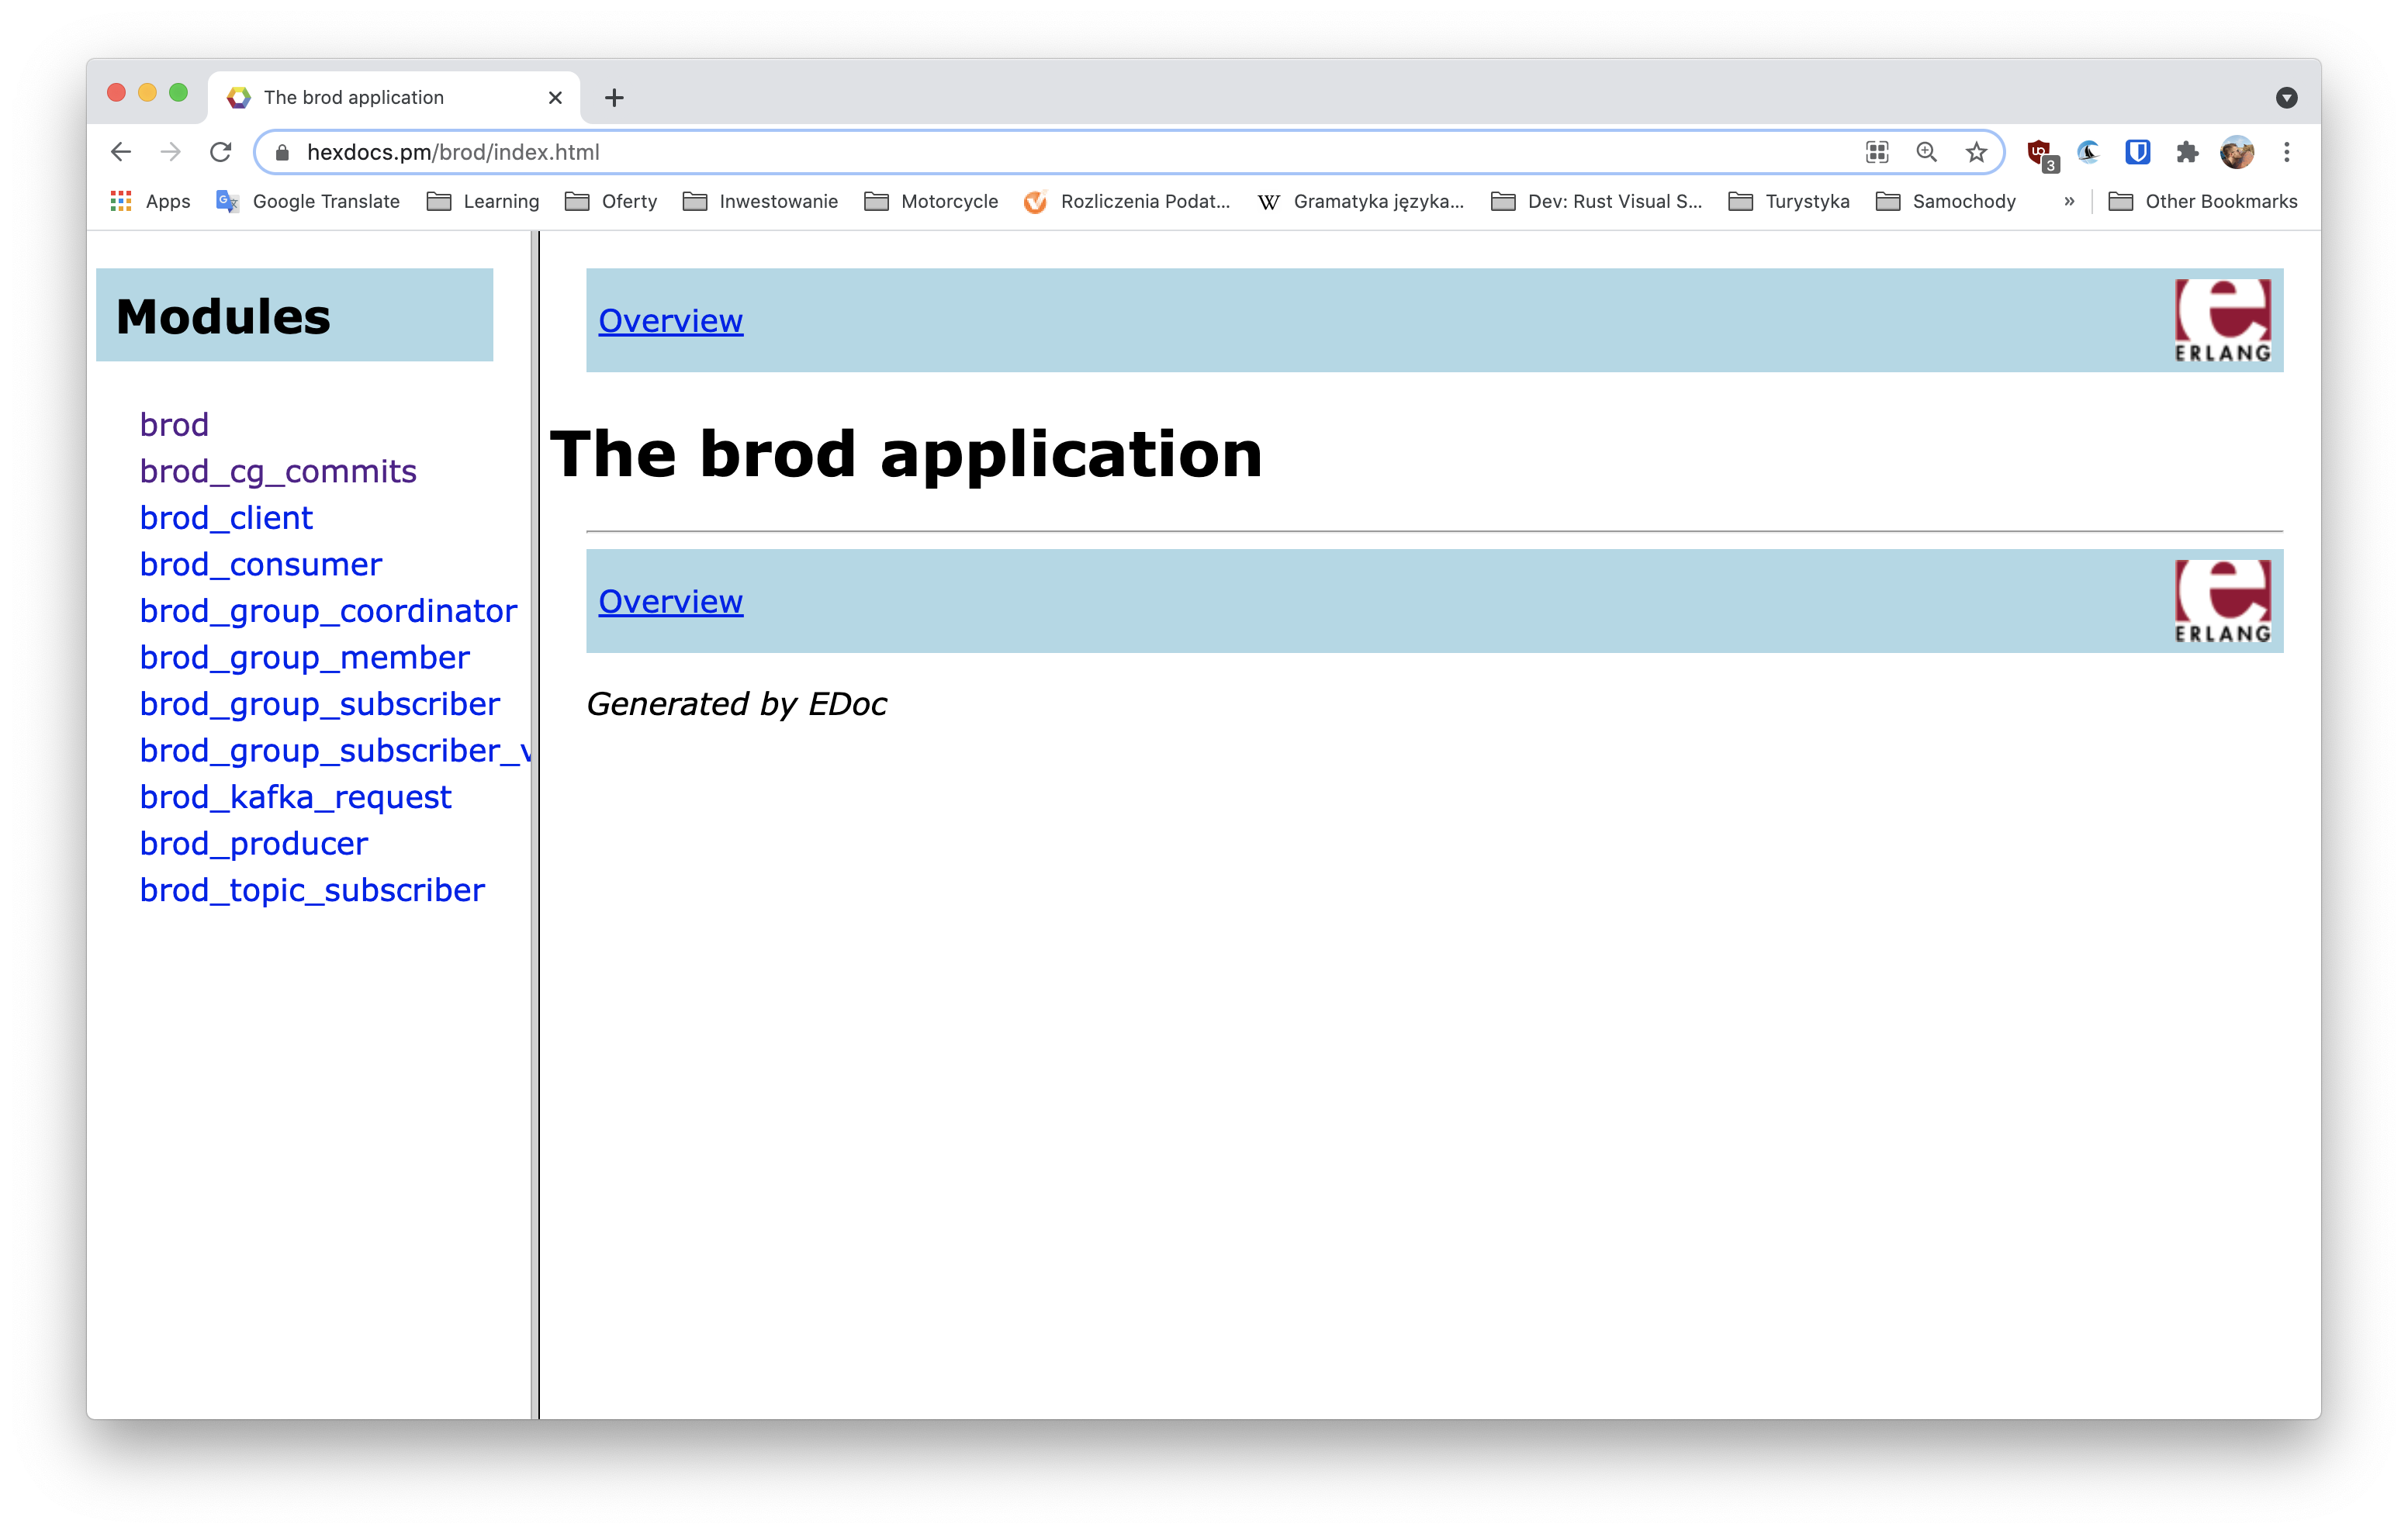 The brod application
hexdocs.pm/brod/index.html
3
Apps Google Translate Learning Oferty Inwestowanie Motorcycle Rozliczenia Podat... W Gramatyka języka... Dev: Rust Visual S... Turystyka Samochody » Other Bookmarks
Modules
brod
brod_cg_commits
brod_client
brod_consumer
brod_group_coordinator
brod_group_member
brod_group_subscriber
brod_group_subscriber_v
brod_kafka_request
brod_producer
brod_topic_subscriber
Overview
ERLANG
The brod application
Overview
ERLANG
Generated by EDoc